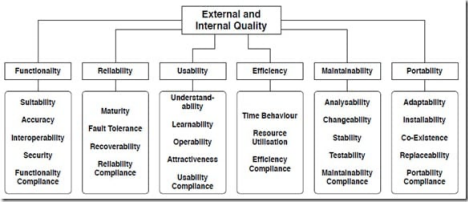 External and
Internal Quality
Functionality
Reliability
Usability
Efficiency
Maintainability
Portability
Suitability
Accuracy
Interoperability
Security
Functionality
Compliance
Maturity
Fault Tolerance
Recoverability
Reliability
Compliance
Understand-
ability
Learnability
Operability
Attractiveness
Usability
Compliance
Time Behaviour
Resource
Utilisation
Efficiency
Compliance
Analysability
Changeability
Stability
Testability
Maintainability
Compliance
Adaptability
Installability
Co-Existence
Replaceability
Portability
Compliance